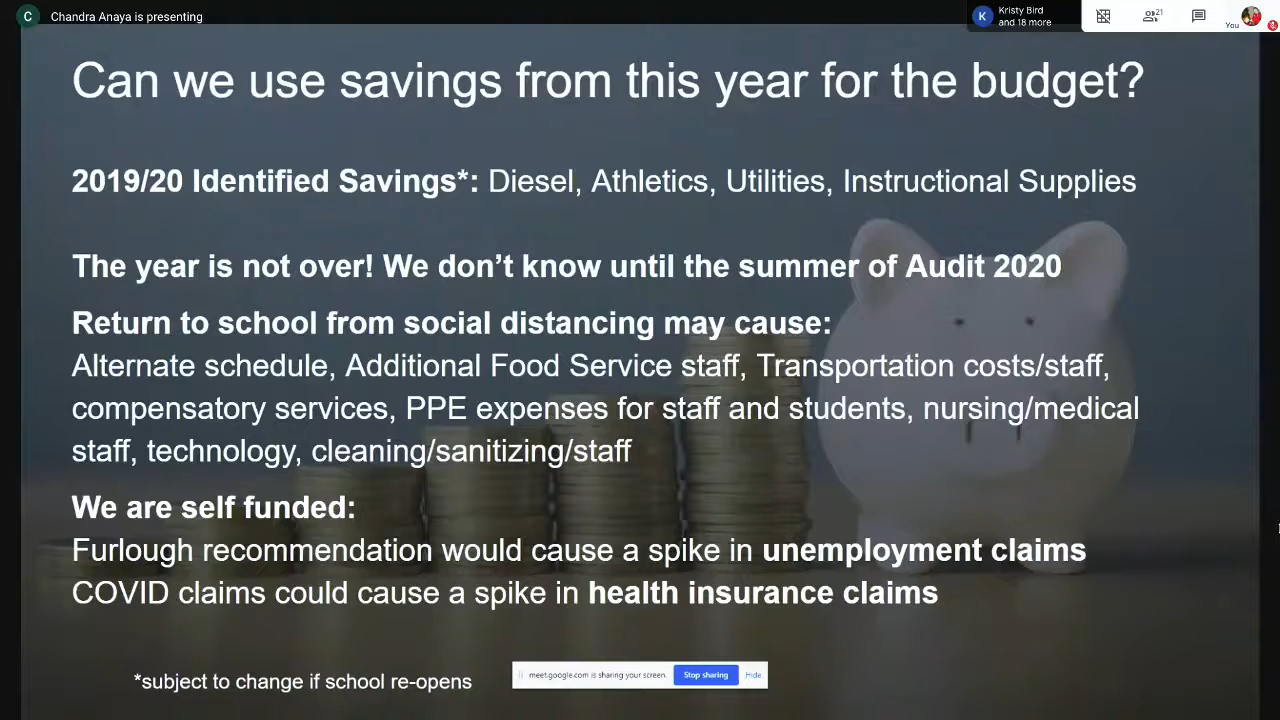 C Chandra Anaya is presenting
K Kristy Bird
and 18 more
21
You
Can we use savings from this year for the budget?
2019/20 Identified Savings*: Diesel, Athletics, Utilities, Instructional Supplies
The year is not over! We don’t know until the summer of Audit 2020
Return to school from social distancing may cause:
Alternate schedule, Additional Food Service staff, Transportation costs/staff,
compensatory services, PPE expenses for staff and students, nursing/medical
staff, technology, cleaning/sanitizing/staff
We are self funded:
Furlough recommendation would cause a spike in unemployment claims
COVID claims could cause a spike in health insurance claims
*subject to change if school re-opens
meet.google.com is sharing your screen. Stop sharing Hide